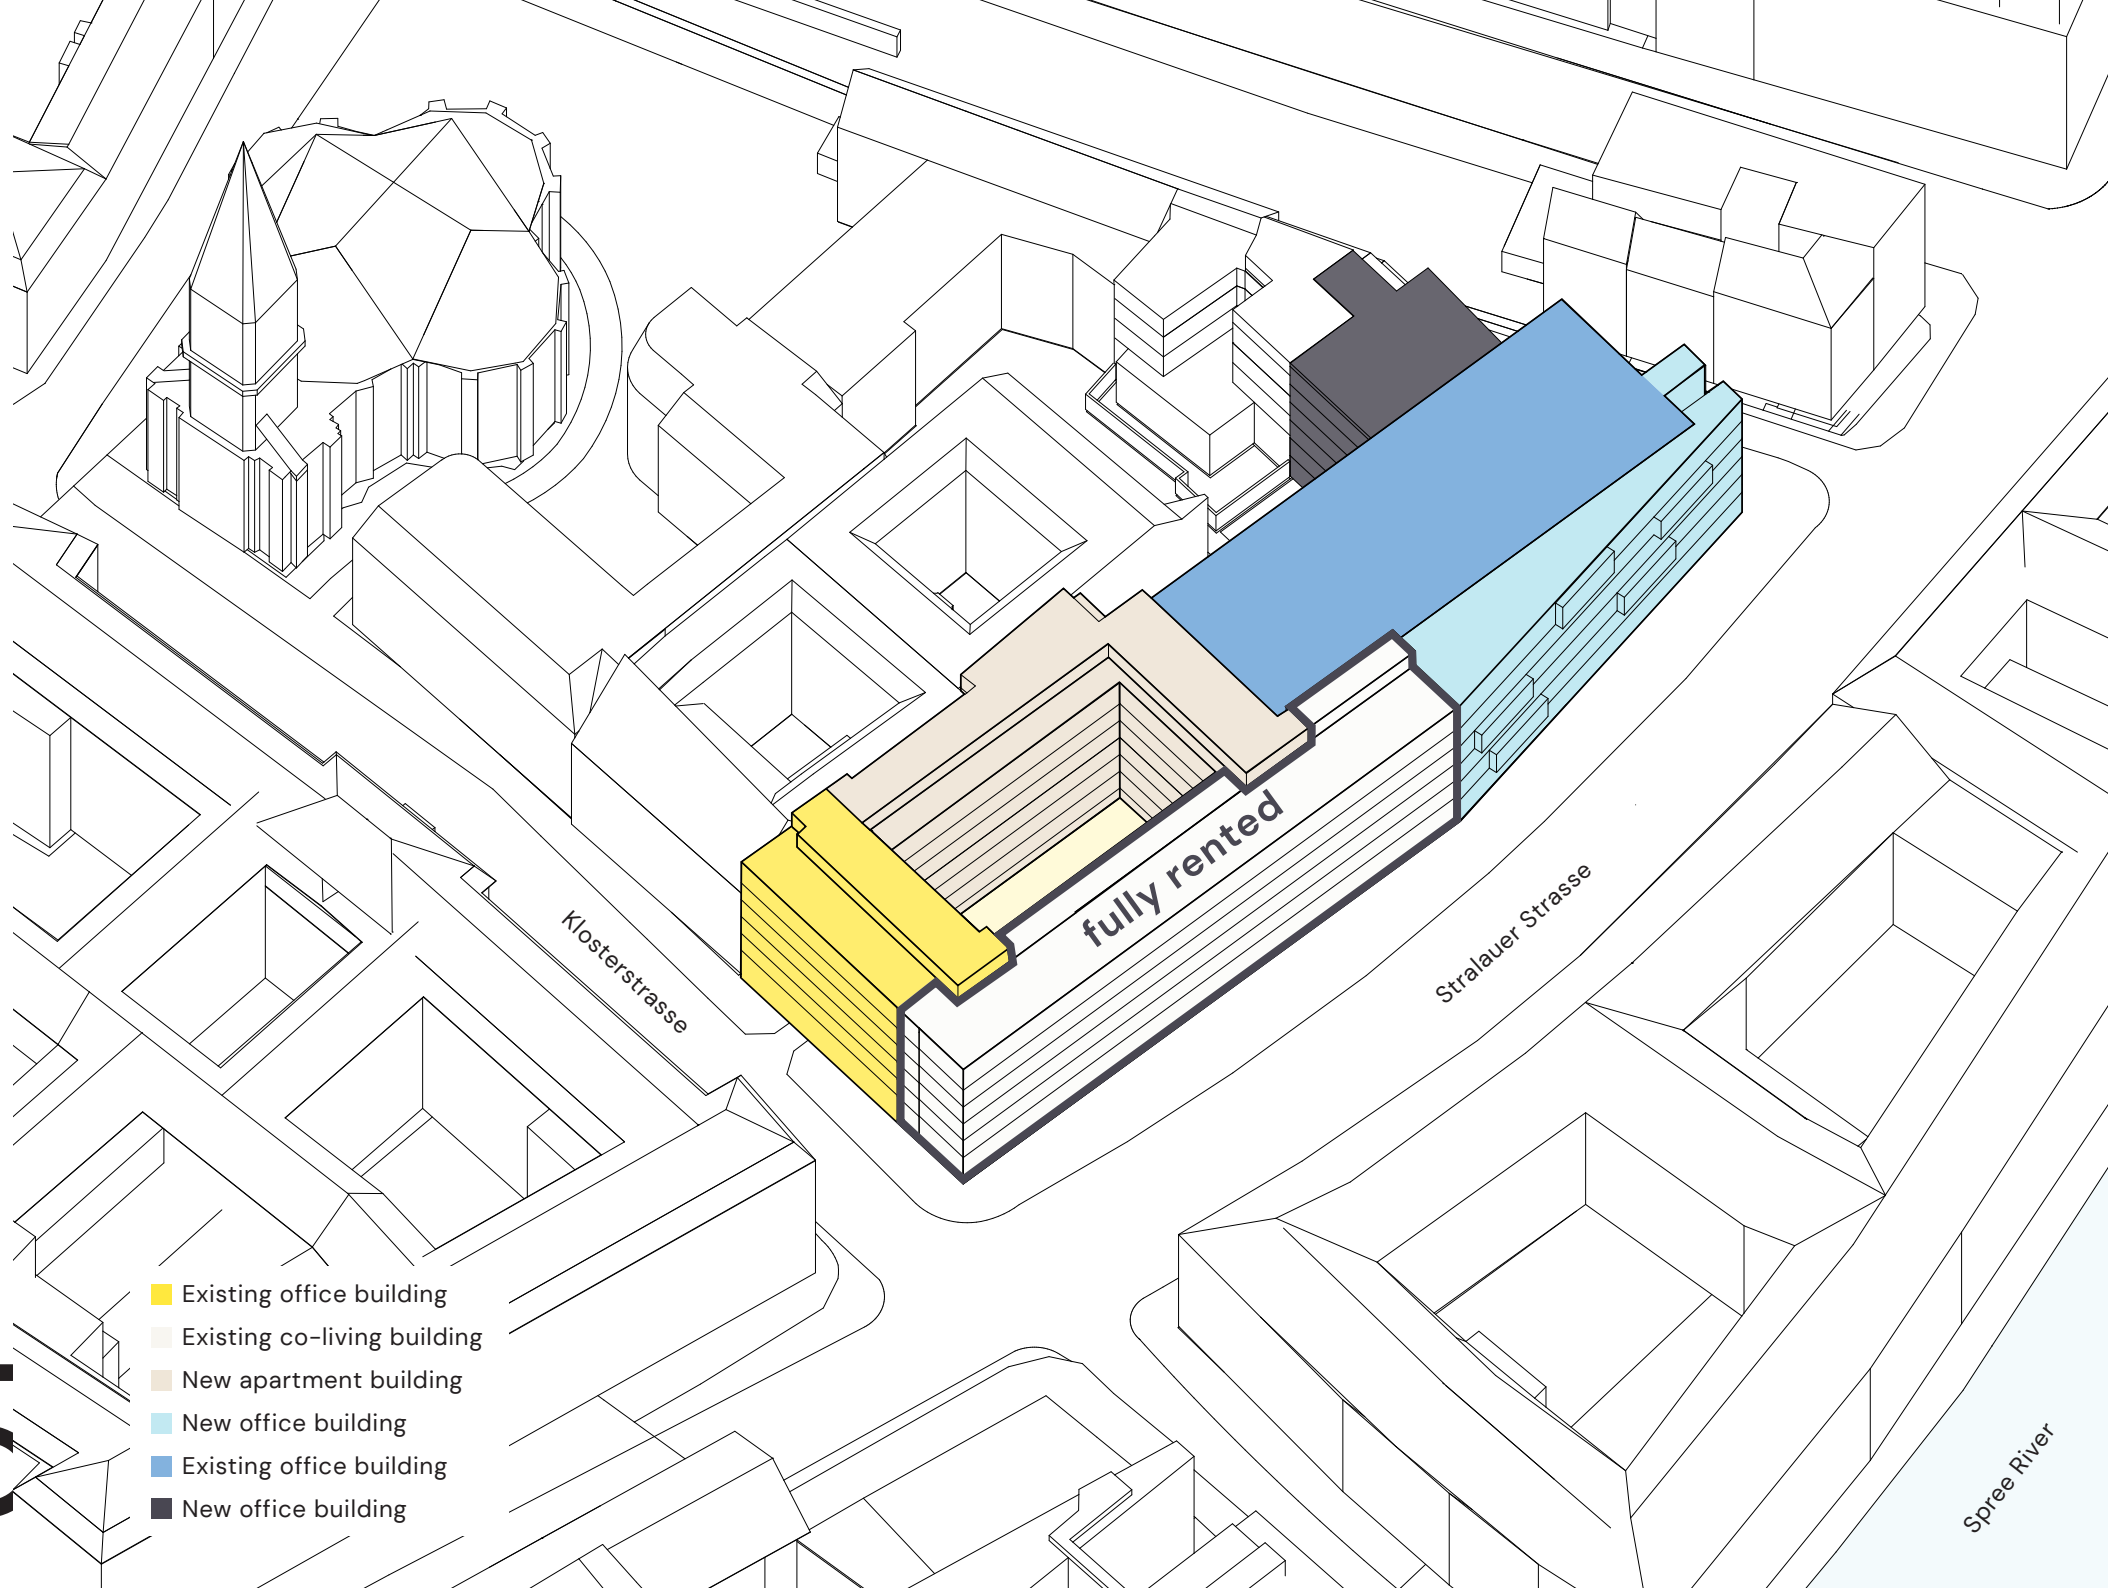 fully rented
Klosterstrasse
Stralauer Strasse
Spree River
Existing office building
Existing co-living building
New apartment building
New office building
Existing office building
New office building